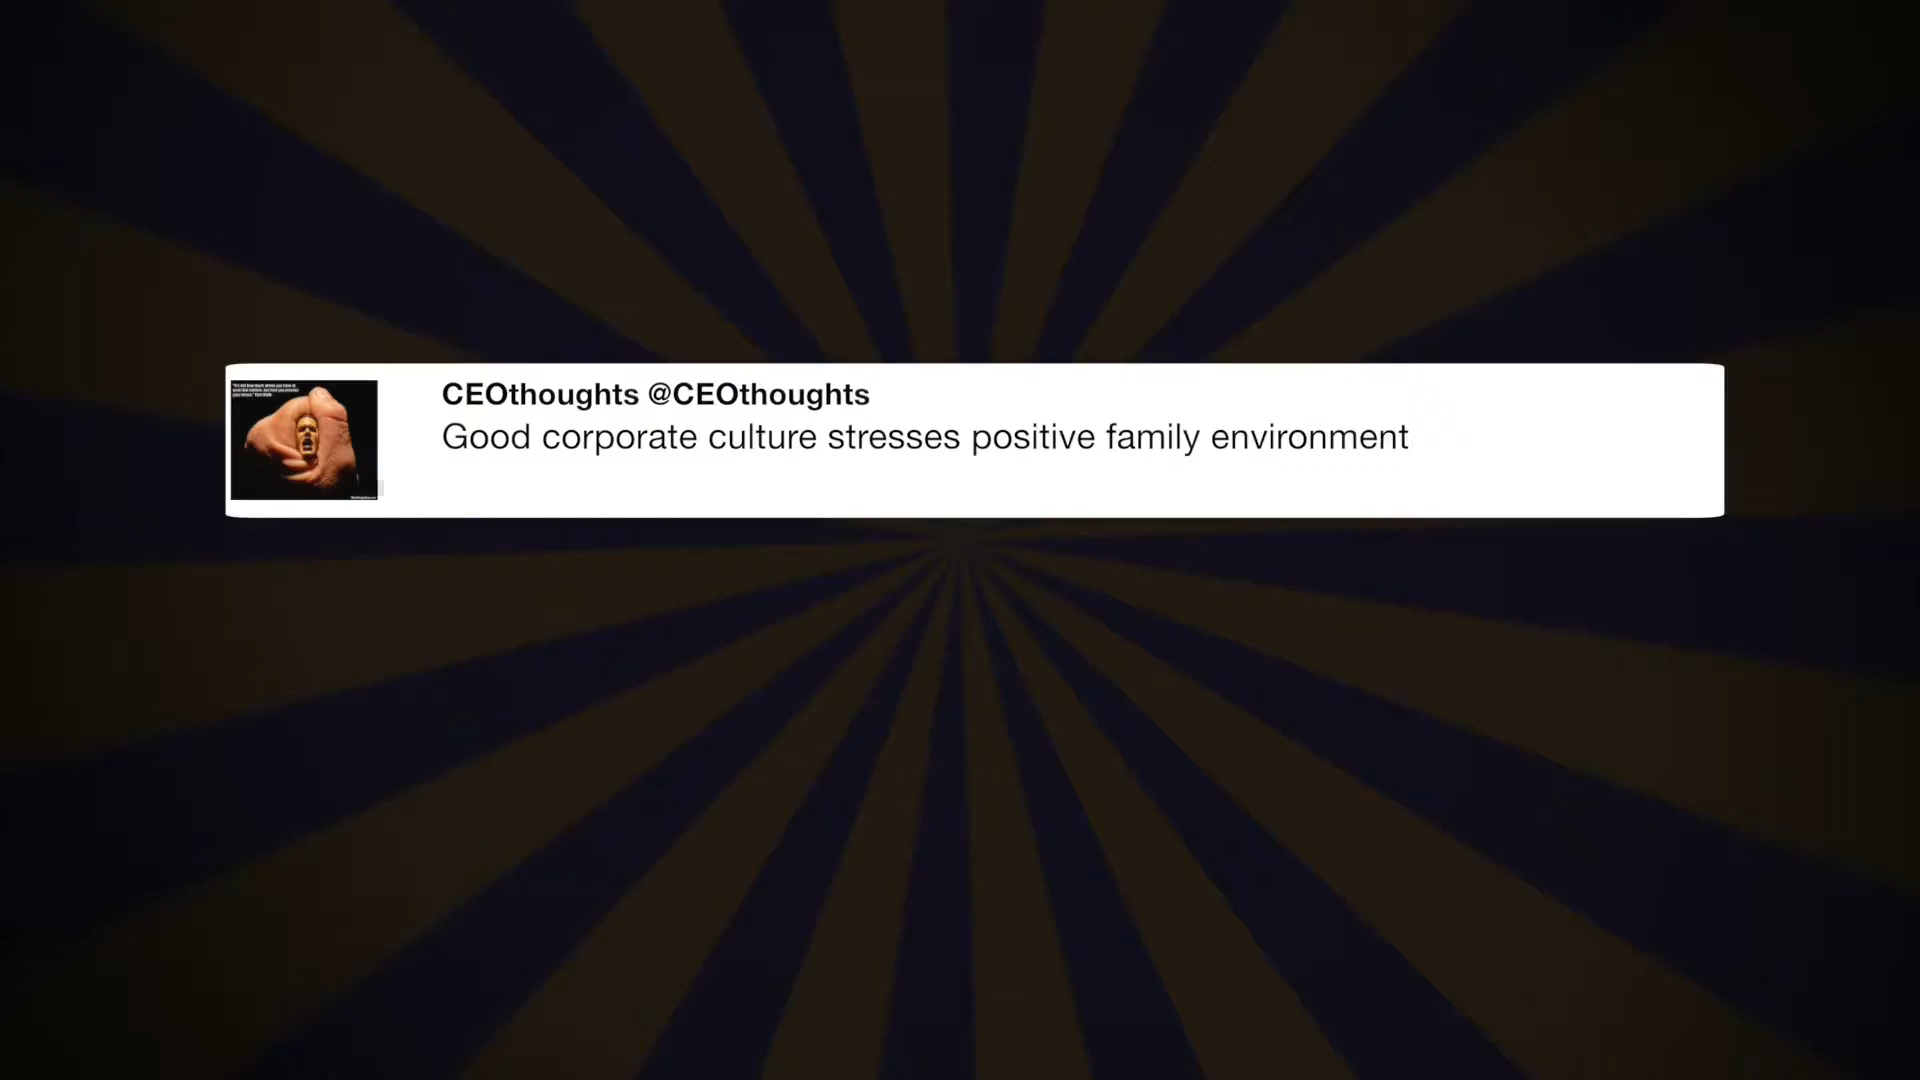 CEOthoughts @CEOthoughts
Good corporate culture stresses positive family environment